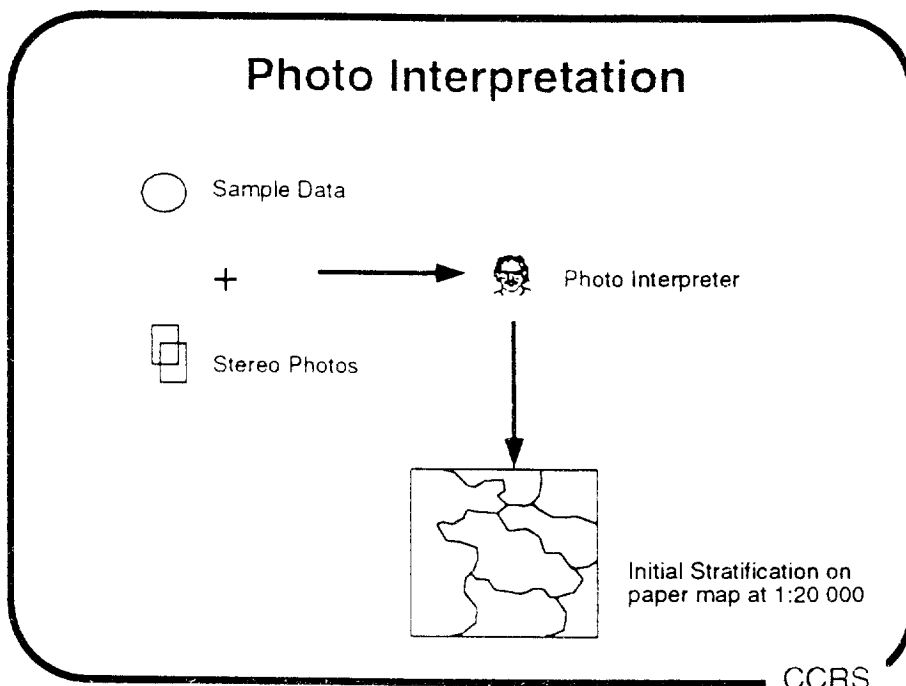 Photo Interpretation
Sample Data
+
Photo Interpreter
Stereo Photos
Initial Stratification on
paper map at 1:20 000
CCRS